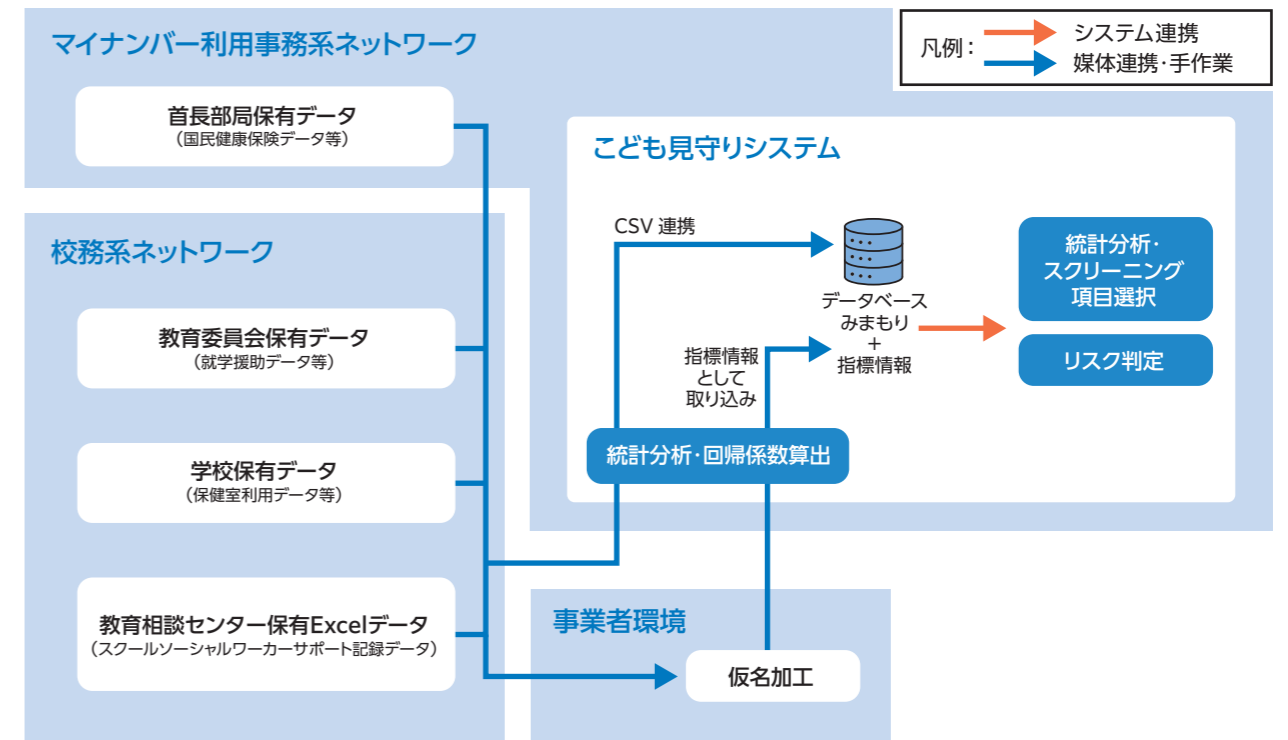 マイナンバー利用事務系ネットワーク
凡例：
システム連携
媒体連携・手作業
首長部局保有データ
（国民健康保険データ等）
こども見守りシステム
校務系ネットワーク
教育委員会保有データ
（就学援助データ等）
学校保有データ
（保健室利用データ等）
教育相談センター保有Excelデータ
（スクールソーシャルワーカーサポート記録データ）
CSV 連携
データベース
みまもり
＋
指標情報
指標情報
として
取り込み
統計分析・
スクリーニング
項目選択
リスク判定
統計分析・回帰係数算出
事業者環境
仮名加工